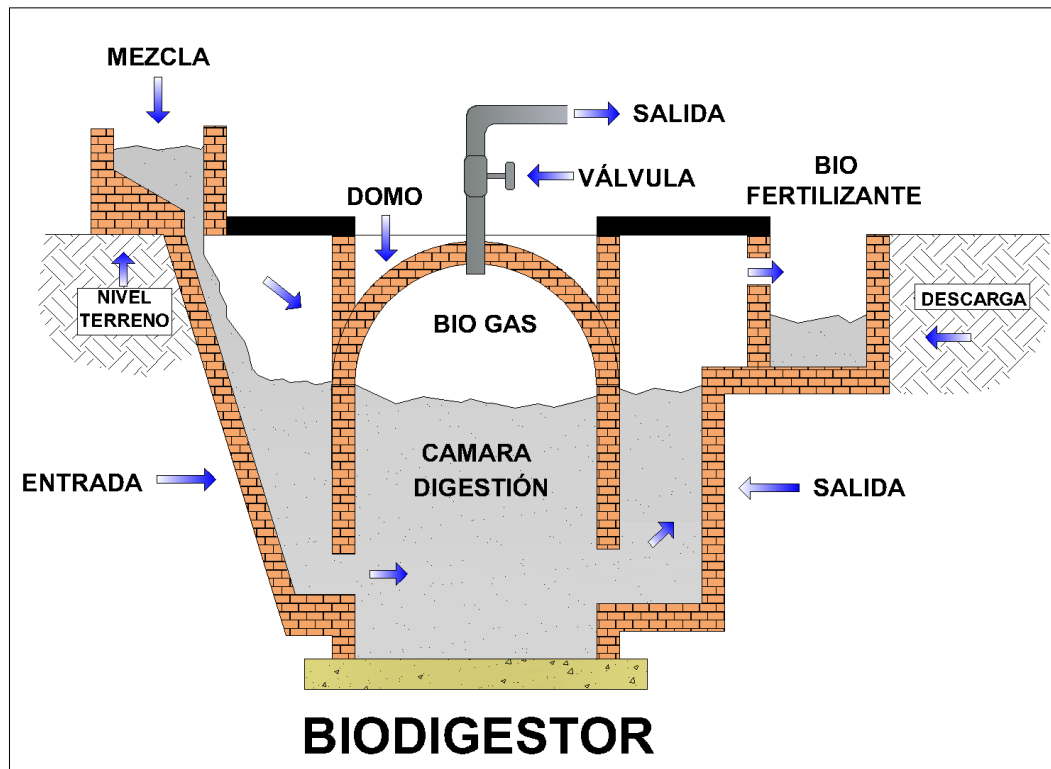 MEZCLA
SALIDA
BIO
FERTILIZANTE
VÁLVULA
DOMO
NIVEL
TERRENO
DESCARGA
BIO GAS
CAMARA
DIGESTIÓN
ENTRADA
SALIDA
BIODIGESTOR